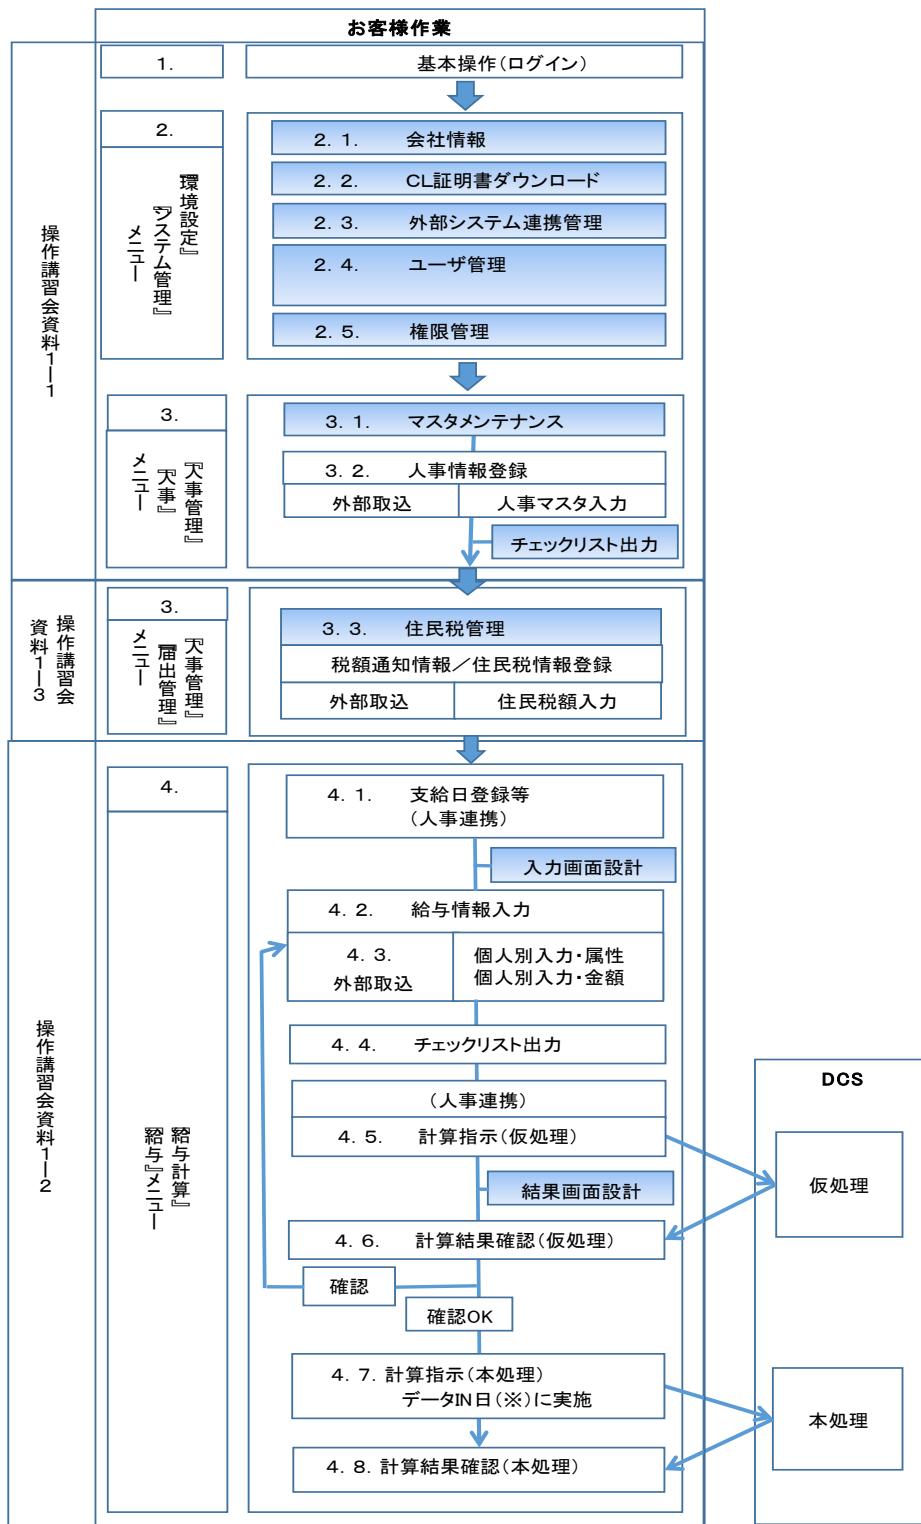 お客様作業
操作講習会資料1ー1
1.
基本操作(ログイン)
2.
『環境設定』
『システム管理』
メニュー
2.1. 会社情報
2.2. CL証明書ダウンロード
2.3. 外部システム連携管理
2.4. ユーザ管理
2.5. 権限管理
3.
『人事管理』
『人事』
メニュー
3.1. マスタメンテナンス
3.2. 人事情報登録
外部取込 人事マスタ入力
チェックリスト出力
操作講習会
資料1ー3
3.
『人事管理』
『届出管理』
メニュー
3.3. 住民税管理
税額通知情報/住民税情報登録
外部取込 住民税額入力
操作講習会資料1ー2
4.
『給与計算』
『給与』メニュー
4.1. 支給日登録等
(人事連携)
入力画面設計
4.2. 給与情報入力
4.3.
外部取込
個人別入力・属性
個人別入力・金額
4.4. チェックリスト出力
(人事連携)
4.5. 計算指示(仮処理)
結果画面設計
4.6. 計算結果確認(仮処理)
確認
確認OK
4.7.計算指示(本処理)
データIN日(※)に実施
4.8.計算結果確認(本処理)
DCS
仮処理
本処理